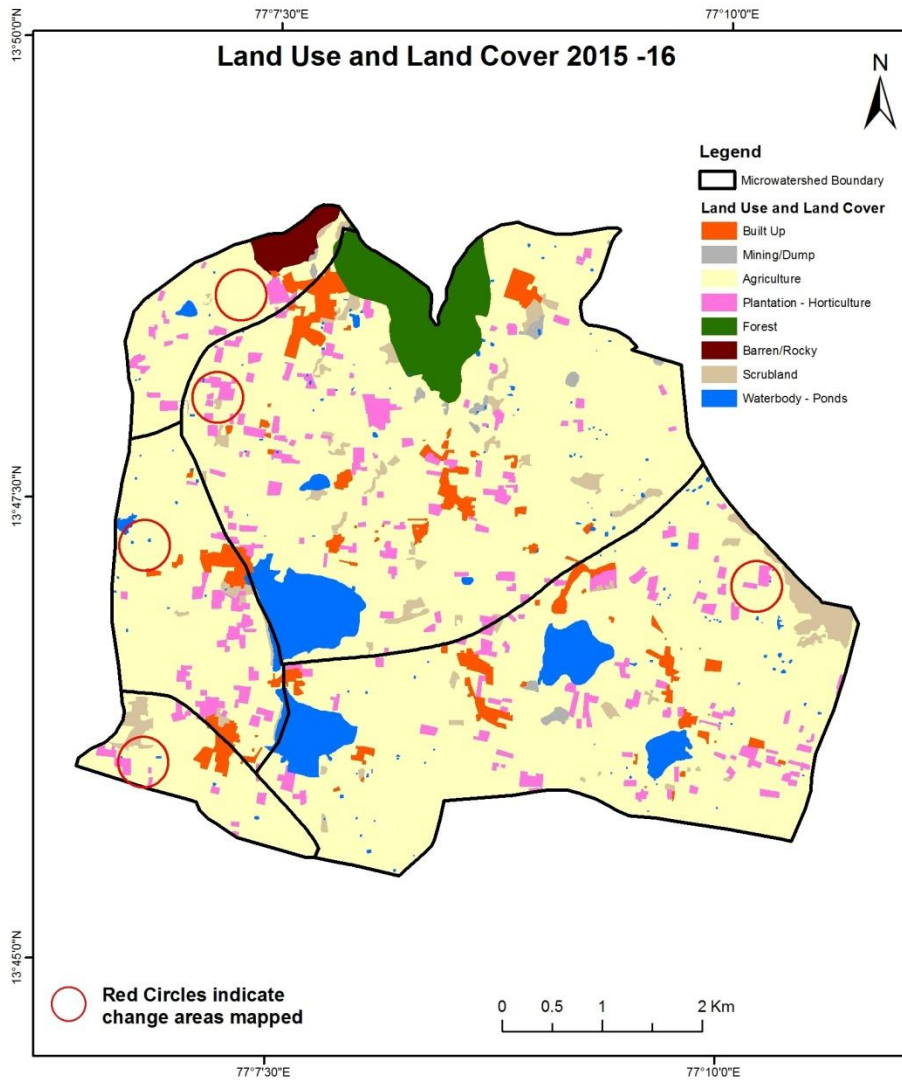 77°7'30"E
77°10'0"E
13°50'0"N
Land Use and Land Cover 2015 -16
N
Legend
Microwatershed Boundary
Land Use and Land Cover
Built Up
Mining/Dump
Agriculture
Plantation - Horticulture
Forest
Barren/Rocky
Scrubland
Waterbody - Ponds
13°47'30"N
13°45'0"N
Red Circles indicate
change areas mapped
0 0.5 1 2 Km
77°7'30"E
77°10'0"E